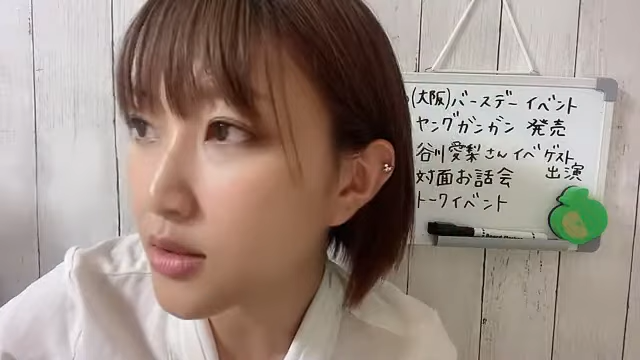 (大阪)バースデーイベント
ヤングガンガン 発売
谷川愛梨さんイベゲスト
出演
対面お話会
トークイベント